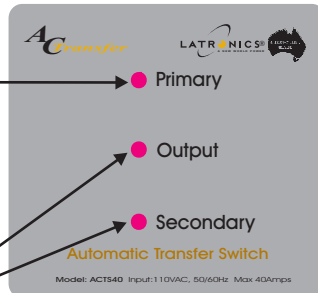 AC Transfer
LATRONICS®
Primary
Output
Secondary
Automatic Transfer Switch
Model: ACTS40 Input:110VAC, 50/60Hz Max 40Amps